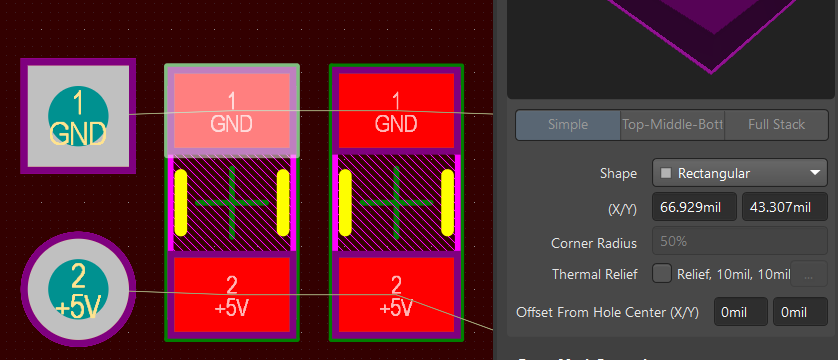 1
GND
1
GND
1
GND
2
+5V
2
+5V
2
+5V
Simple
Top-Middle-Bott
Full Stack
Shape
Rectangular
(X/Y)
66.929mil
43.307mil
Corner Radius
50%
Thermal Relief
Relief, 10mil, 10mil
...
Offset From Hole Center (X/Y)
0mil
0mil